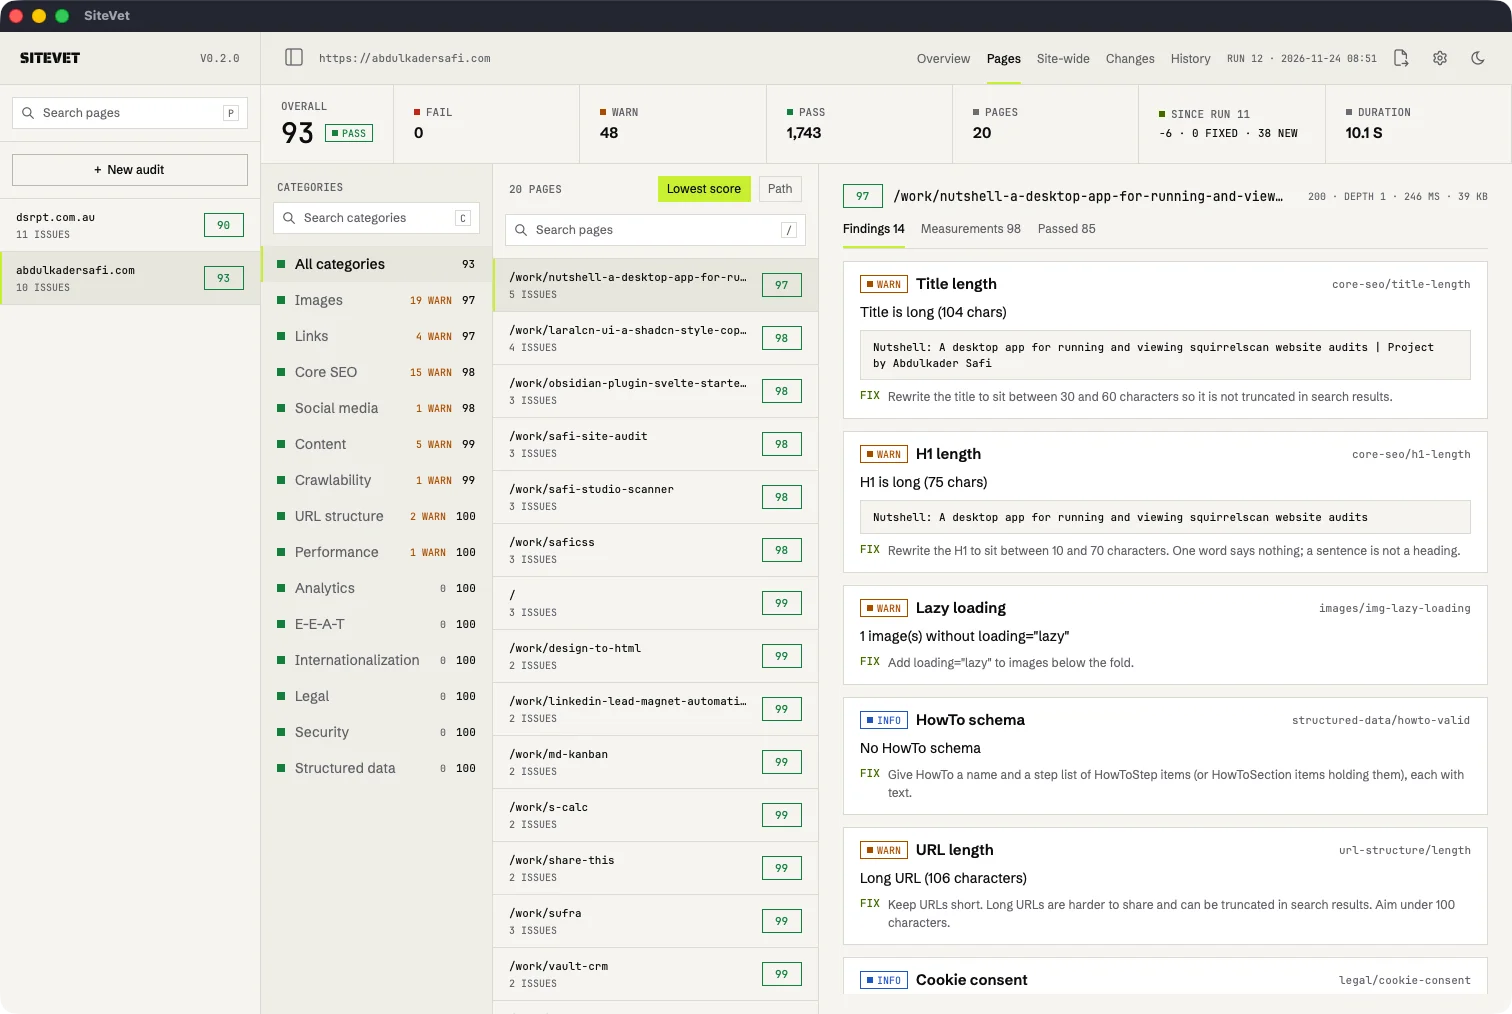 SiteVet
SITEVET
V0.2.0
https://abdulkadersafi.com
Overview
Pages
Site-wide
Changes
History
RUN 12 · 2026-11-24 08:51
Search pages
P
+ New audit
dsrpt.com.au
11 ISSUES
90
abdulkadersafi.com
10 ISSUES
93
OVERALL
93
PASS
FAIL
0
WARN
48
PASS
1,743
PAGES
20
SINCE RUN 11
-6 · 0 FIXED · 38 NEW
DURATION
10.1 S
CATEGORIES
Search categories
C
All categories 93
Images 19 WARN 97
Links 4 WARN 97
Core SEO 15 WARN 98
Social media 1 WARN 98
Content 5 WARN 99
Crawlability 1 WARN 99
URL structure 2 WARN 100
Performance 1 WARN 100
Analytics 0 100
E-E-A-T 0 100
Internationalization 0 100
Legal 0 100
Security 0 100
Structured data 0 100
20 PAGES
Lowest score
Path
Search pages
/
/work/nutshell-a-desktop-app-for-ru…
5 ISSUES
97
/work/laralcn-ui-a-shadcn-style-cop…
4 ISSUES
98
/work/obsidian-plugin-svelte-starte…
3 ISSUES
98
/work/safi-site-audit
3 ISSUES
98
/work/safi-studio-scanner
3 ISSUES
98
/work/saficss
3 ISSUES
98
/
3 ISSUES
99
/work/design-to-html
2 ISSUES
99
/work/linkedin-lead-magnet-automati…
2 ISSUES
99
/work/md-kanban
2 ISSUES
99
/work/s-calc
2 ISSUES
99
/work/share-this
2 ISSUES
99
/work/sufra
3 ISSUES
99
/work/vault-crm
2 ISSUES
99
97
/work/nutshell-a-desktop-app-for-running-and-view…
200 · DEPTH 1 · 246 MS · 39 KB
Findings 14
Measurements 98
Passed 85
WARN
Title length
core-seo/title-length
Title is long (104 chars)
Nutshell: A desktop app for running and viewing squirrelscan website audits | Project
by Abdulkader Safi
FIX Rewrite the title to sit between 30 and 60 characters so it is not truncated in search results.
WARN
H1 length
core-seo/h1-length
H1 is long (75 chars)
Nutshell: A desktop app for running and viewing squirrelscan website audits
FIX Rewrite the H1 to sit between 10 and 70 characters. One word says nothing; a sentence is not a heading.
WARN
Lazy loading
images/img-lazy-loading
1 image(s) without loading="lazy"
FIX Add loading="lazy" to images below the fold.
INFO
HowTo schema
structured-data/howto-valid
No HowTo schema
FIX Give HowTo a name and a step list of HowToStep items (or HowToSection items holding them), each with
text.
WARN
URL length
url-structure/length
Long URL (106 characters)
FIX Keep URLs short. Long URLs are harder to share and can be truncated in search results. Aim under 100
characters.
INFO
Cookie consent
legal/cookie-consent